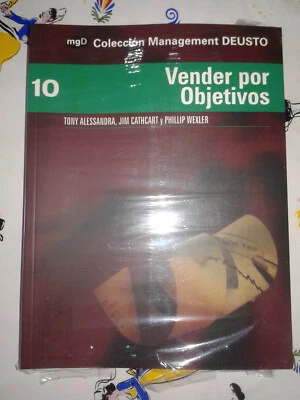 mgD Colección Management DEUSTO
10
Vender por
Objetivos
TONY ALESSANDRA, JIM CATHCART y PHILLIP WEXLER